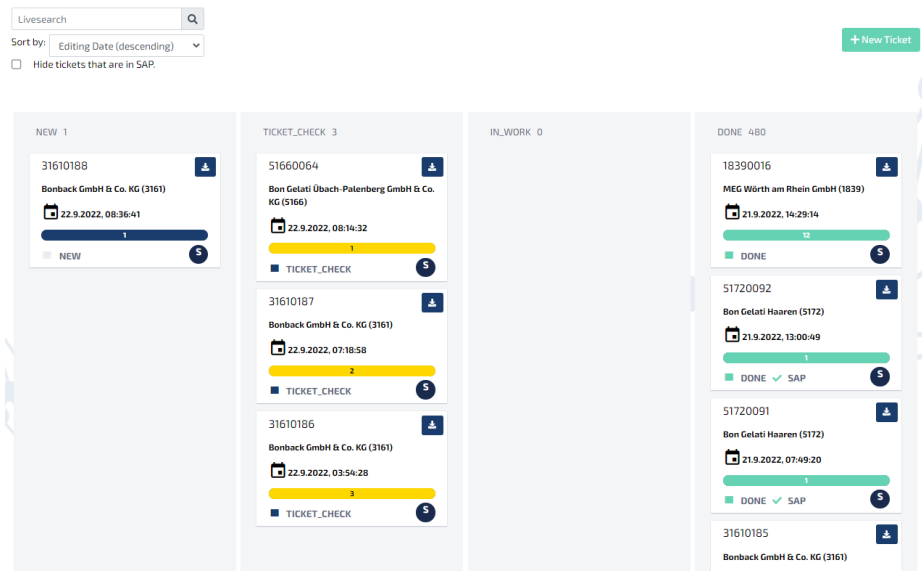 Livesearch
Sort by: Editing Date (descending)
Hide tickets that are in SAP.
+ New Ticket
NEW 1
31610188
Bonback GmbH & Co. KG (3161)
22.9.2022, 08:36:41
1
NEW
S
TICKET_CHECK 3
51660064
Bon Gelati Übach-Palenberg GmbH & Co.
KG (5166)
22.9.2022, 08:14:32
1
TICKET_CHECK
S
31610187
Bonback GmbH & Co. KG (3161)
22.9.2022, 07:18:58
2
TICKET_CHECK
S
31610186
Bonback GmbH & Co. KG (3161)
22.9.2022, 03:54:28
3
TICKET_CHECK
S
IN_WORK 0
DONE 480
18390016
MEG Wörth am Rhein GmbH (1839)
21.9.2022, 14:29:14
12
DONE
S
51720092
Bon Gelati Haaren (5172)
21.9.2022, 13:00:49
1
DONE SAP
S
51720091
Bon Gelati Haaren (5172)
21.9.2022, 07:49:20
1
DONE SAP
S
31610185
Bonback GmbH & Co. KG (3161)